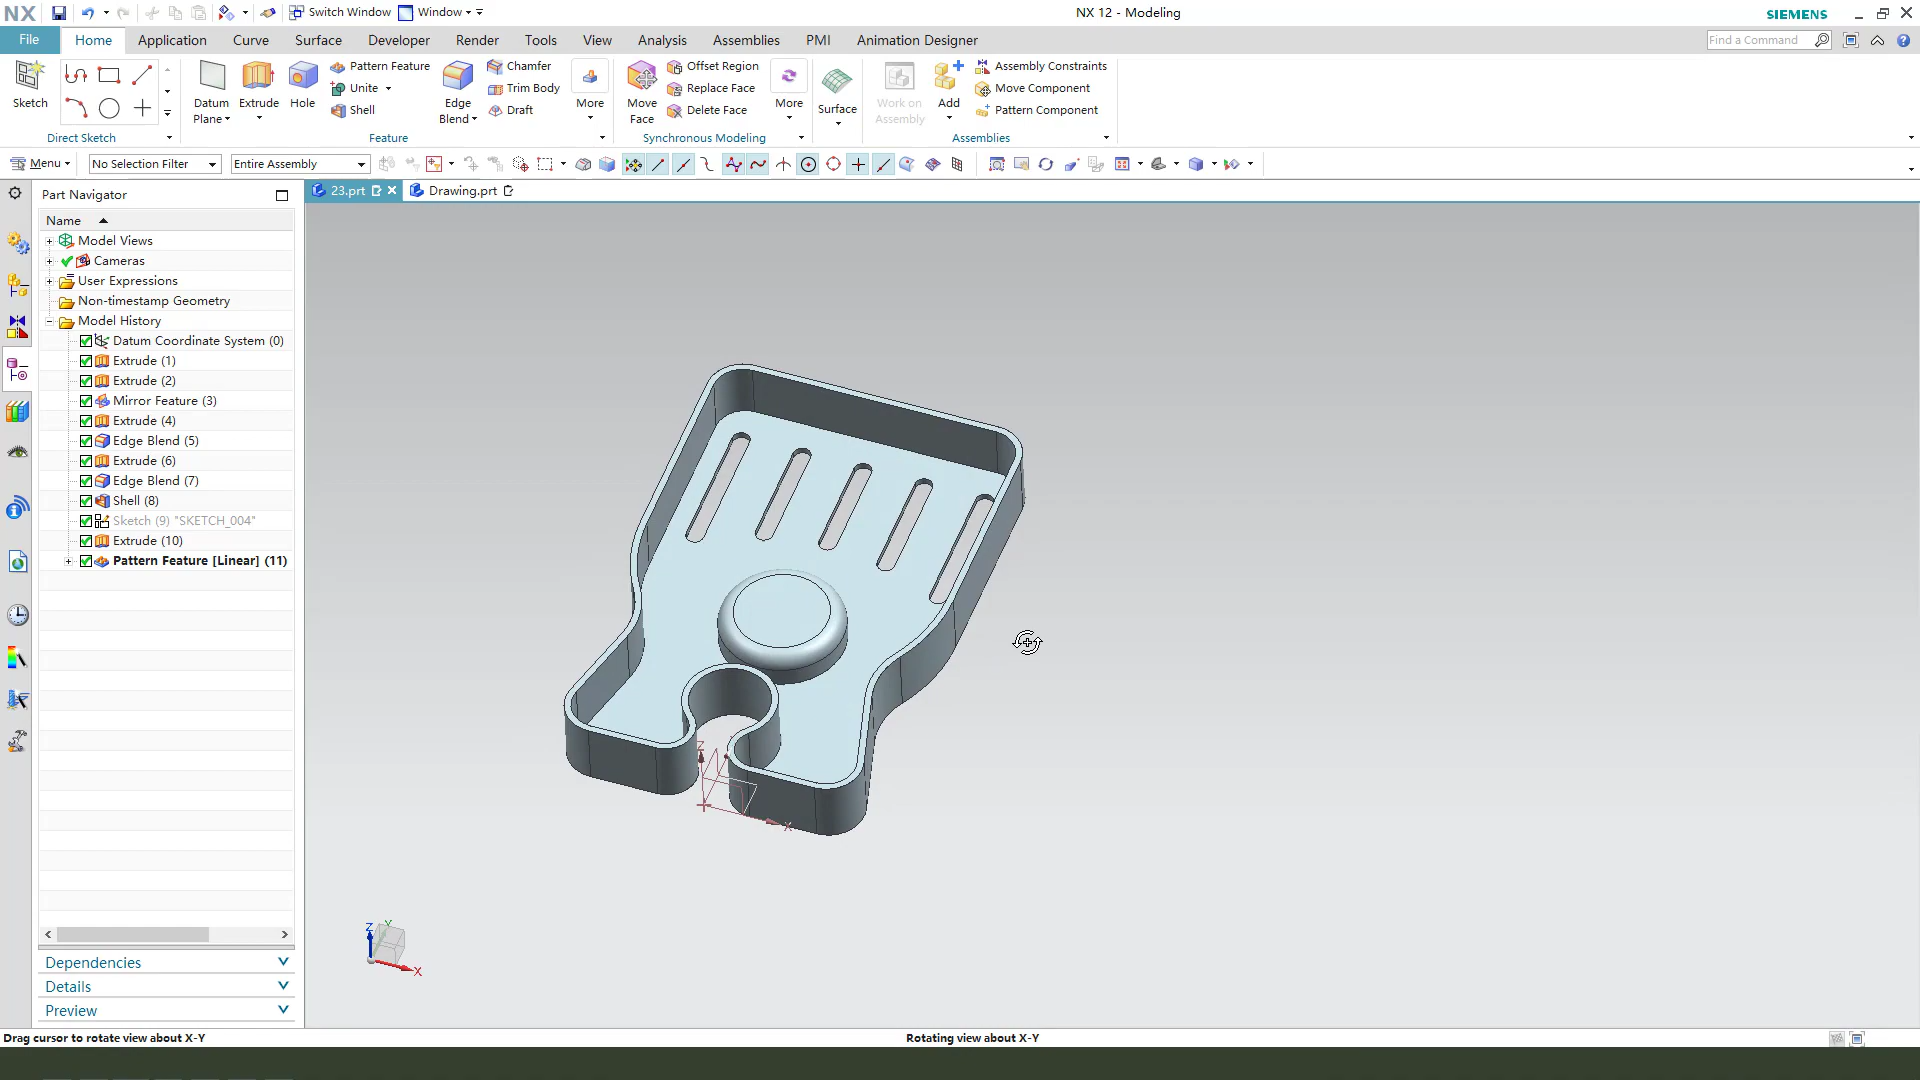 NX Switch Window Window NX 12 - Modeling SIEMENS
File Home Application Curve Surface Developer Render Tools View Analysis Assemblies PMI Animation Designer Find a Command
Sketch
Direct Sketch
Datum Plane
Extrude
Hole
Pattern Feature
Unite
Shell
Edge Blend
Chamfer
Trim Body
Draft
More
Feature
Move Face
Offset Region
Replace Face
Delete Face
More
Synchronous Modeling
Surface
Work on Assembly
Add
Assembly Constraints
Move Component
Pattern Component
Assemblies
Menu No Selection Filter Entire Assembly
Part Navigator
23.prt Drawing.prt
Name
Model Views
Cameras
User Expressions
Non-timestamp Geometry
Model History
Datum Coordinate System (0)
Extrude (1)
Extrude (2)
Mirror Feature (3)
Extrude (4)
Edge Blend (5)
Extrude (6)
Edge Blend (7)
Shell (8)
Sketch (9) "SKETCH_004"
Extrude (10)
Pattern Feature [Linear] (11)
Z
X
Z
Y
X
Dependencies
Details
Preview
Drag cursor to rotate view about X-Y Rotating view about X-Y